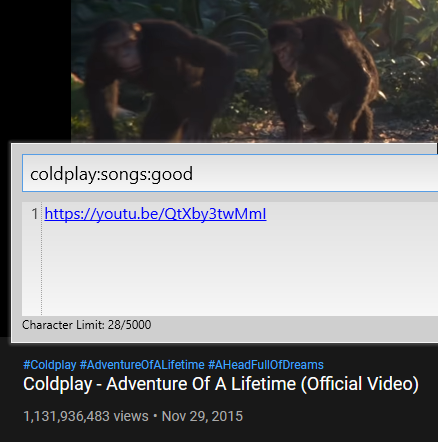 coldplay:songs:good
1 https://youtu.be/QtXby3twMmI
Character Limit: 28/5000
#Coldplay #AdventureOfALifetime #AHeadFullOfDreams
Coldplay - Adventure Of A Lifetime (Official Video)
1,131,936,483 views • Nov 29, 2015